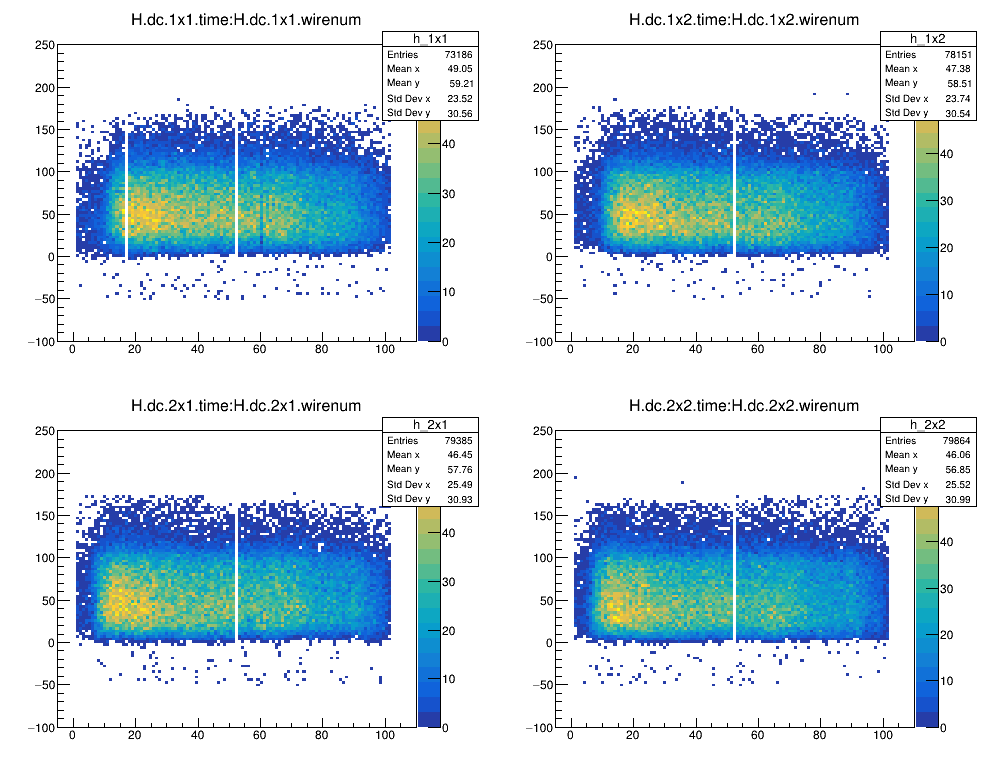 H.dc.1x1.time:H.dc.1x1.wirenum
h_1x1
Entries 73186
Mean x 49.05
Mean y 59.21
Std Dev x 23.52
Std Dev y 30.56
250
200
150
100
50
0
−50
−100
0 20 40 60 80 100
40
30
20
10
0
H.dc.1x2.time:H.dc.1x2.wirenum
h_1x2
Entries 78151
Mean x 47.38
Mean y 58.51
Std Dev x 23.74
Std Dev y 30.54
250
200
150
100
50
0
−50
−100
0 20 40 60 80 100
40
30
20
10
0
H.dc.2x1.time:H.dc.2x1.wirenum
h_2x1
Entries 79385
Mean x 46.45
Mean y 57.76
Std Dev x 25.49
Std Dev y 30.93
250
200
150
100
50
0
−50
−100
0 20 40 60 80 100
40
30
20
10
0
H.dc.2x2.time:H.dc.2x2.wirenum
h_2x2
Entries 79864
Mean x 46.06
Mean y 56.85
Std Dev x 25.52
Std Dev y 30.99
250
200
150
100
50
0
−50
−100
0 20 40 60 80 100
40
30
20
10
0